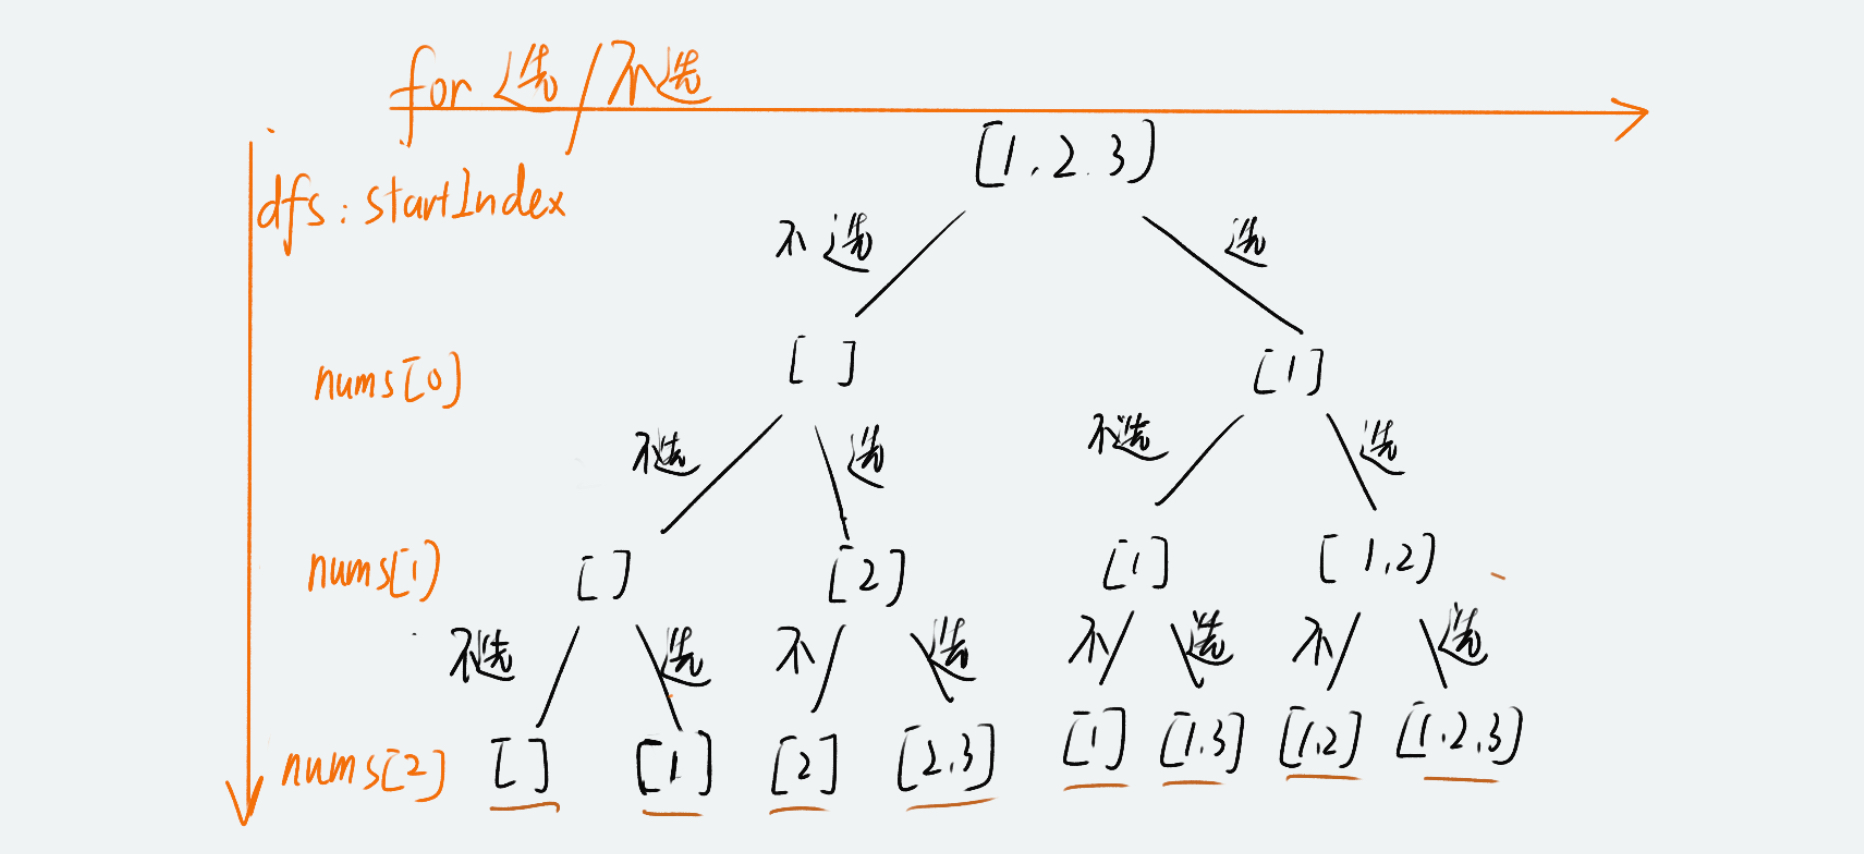 for 选/不选
[1,2.3]
dfs: startIndex
不选 选
nums[0] [ ] [1]
不选 选 不选 选
nums[1] [] [2] [1] [1,2]
不选 选 不 选 不 选 不 选
nums[2] [] [1] [2] [2,3] [1] [1.3] [1,2] [1.2.3]